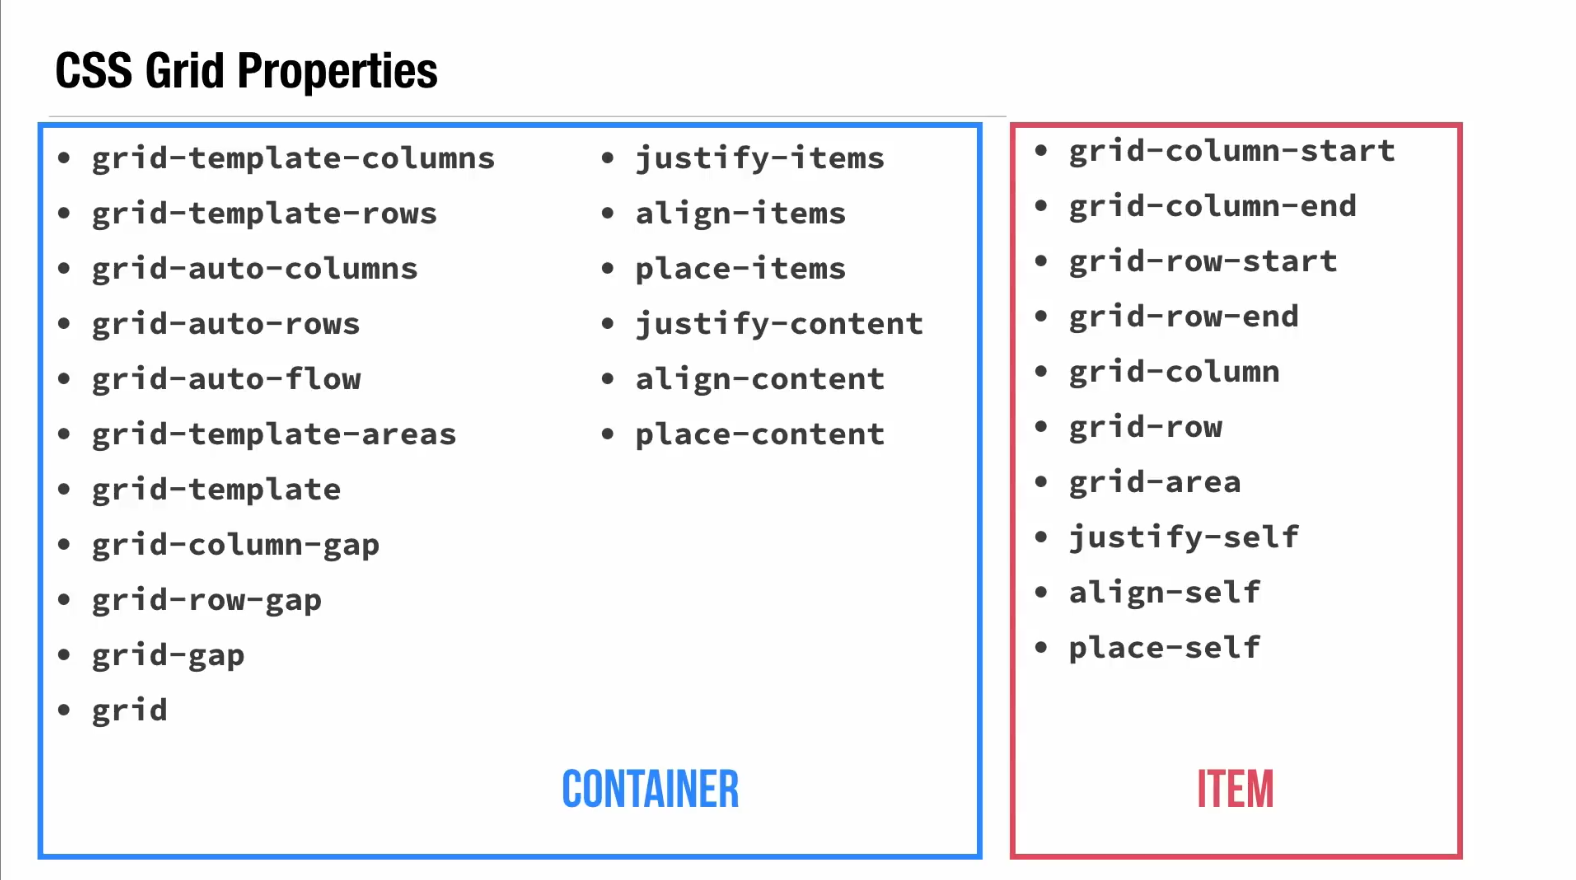 CSS Grid Properties
• grid-template-columns
• grid-template-rows
• grid-auto-columns
• grid-auto-rows
• grid-auto-flow
• grid-template-areas
• grid-template
• grid-column-gap
• grid-row-gap
• grid-gap
• grid
• justify-items
• align-items
• place-items
• justify-content
• align-content
• place-content
CONTAINER
• grid-column-start
• grid-column-end
• grid-row-start
• grid-row-end
• grid-column
• grid-row
• grid-area
• justify-self
• align-self
• place-self
ITEM